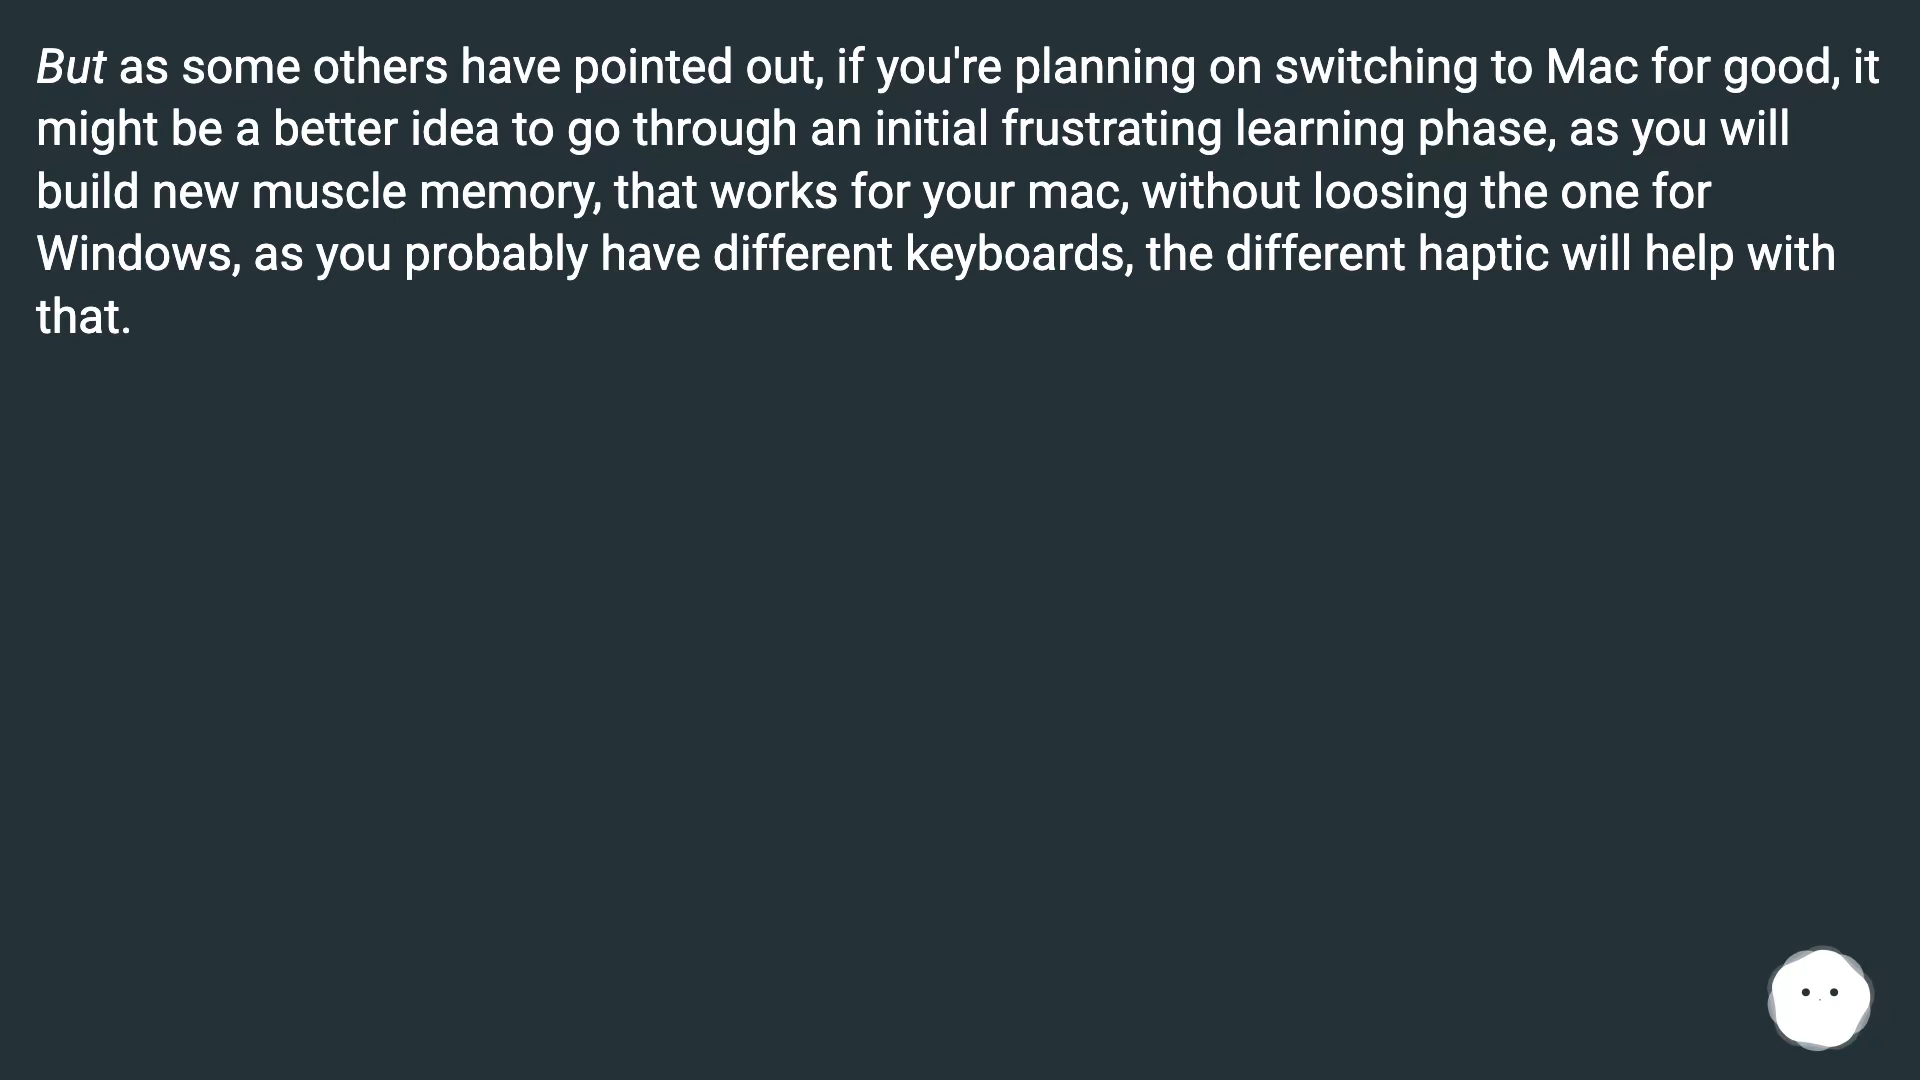 But as some others have pointed out, if you're planning on switching to Mac for good, it
might be a better idea to go through an initial frustrating learning phase, as you will
build new muscle memory, that works for your mac, without loosing the one for
Windows, as you probably have different keyboards, the different haptic will help with
that.